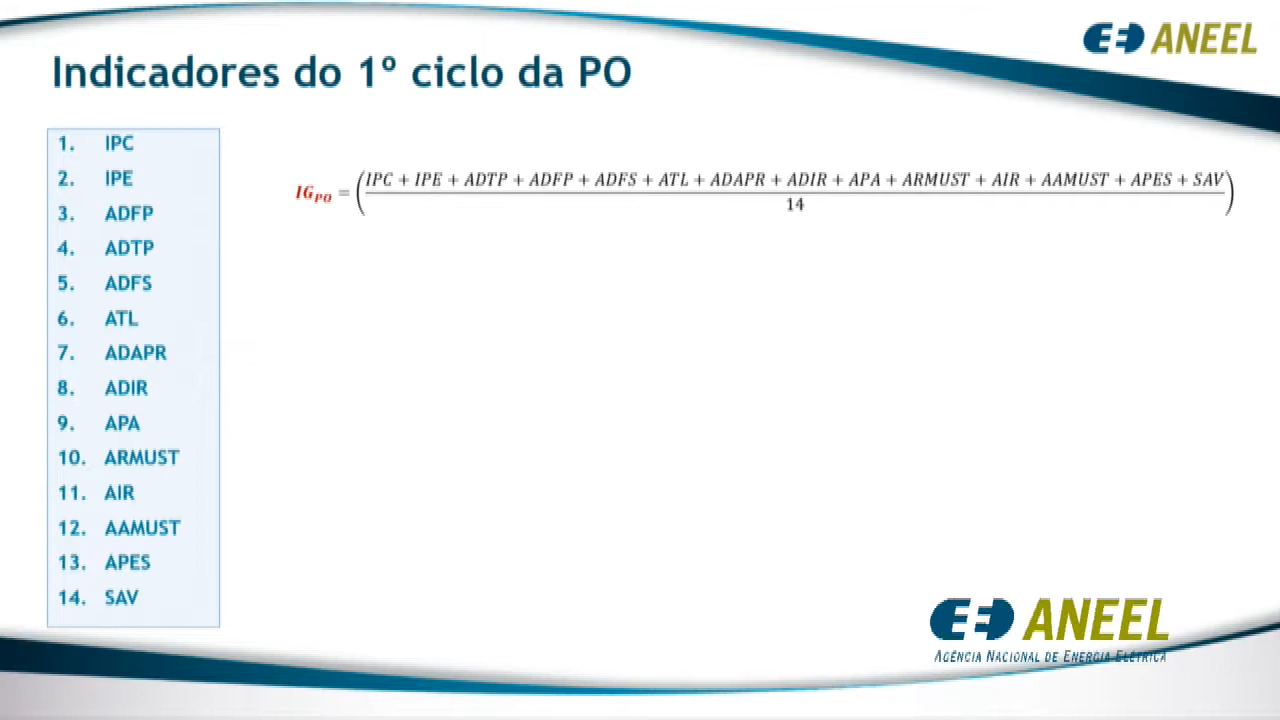 ANEEL
Indicadores do 1º ciclo da PO
1. IPC
2. IPE
3. ADFP
4. ADTP
5. ADFS
6. ATL
7. ADAPR
8. ADIR
9. APA
10. ARMUST
11. AIR
12. AAMUST
13. APES
14. SAV
IG_PO = (IPC + IPE + ADTP + ADFP + ADFS + ATL + ADAPR + ADIR + APA + ARMUST + AIR + AAMUST + APES + SAV)
14
ANEEL
AGÊNCIA NACIONAL DE ENERGIA ELÉTRICA